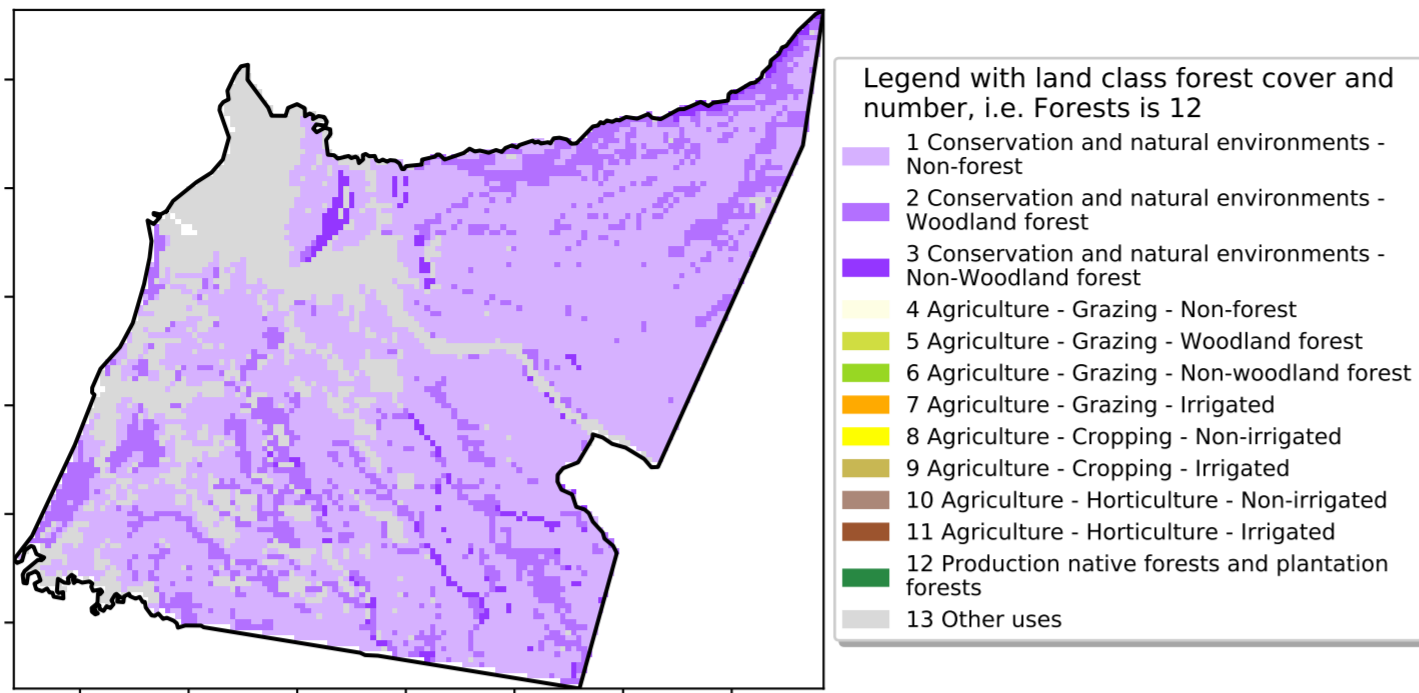 Legend with land class forest cover and
number, i.e. Forests is 12
1 Conservation and natural environments -
Non-forest
2 Conservation and natural environments -
Woodland forest
3 Conservation and natural environments -
Non-Woodland forest
4 Agriculture - Grazing - Non-forest
5 Agriculture - Grazing - Woodland forest
6 Agriculture - Grazing - Non-woodland forest
7 Agriculture - Grazing - Irrigated
8 Agriculture - Cropping - Non-irrigated
9 Agriculture - Cropping - Irrigated
10 Agriculture - Horticulture - Non-irrigated
11 Agriculture - Horticulture - Irrigated
12 Production native forests and plantation
forests
13 Other uses